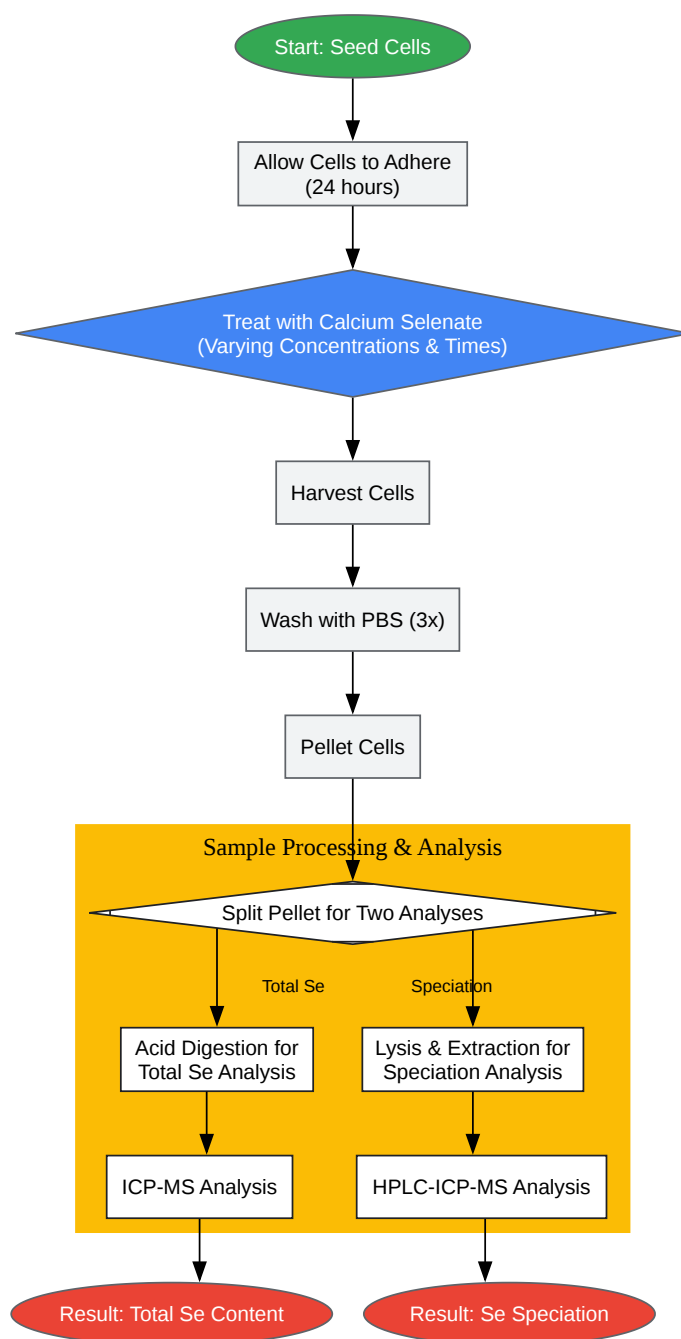 Start: Seed Cells
Allow Cells to Adhere
(24 hours)
Treat with Calcium Selenate
(Varying Concentrations & Times)
Harvest Cells
Wash with PBS (3x)
Pellet Cells
Sample Processing & Analysis
Split Pellet for Two Analyses
Total Se
Speciation
Acid Digestion for
Total Se Analysis
Lysis & Extraction for
Speciation Analysis
ICP-MS Analysis
HPLC-ICP-MS Analysis
Result: Total Se Content
Result: Se Speciation